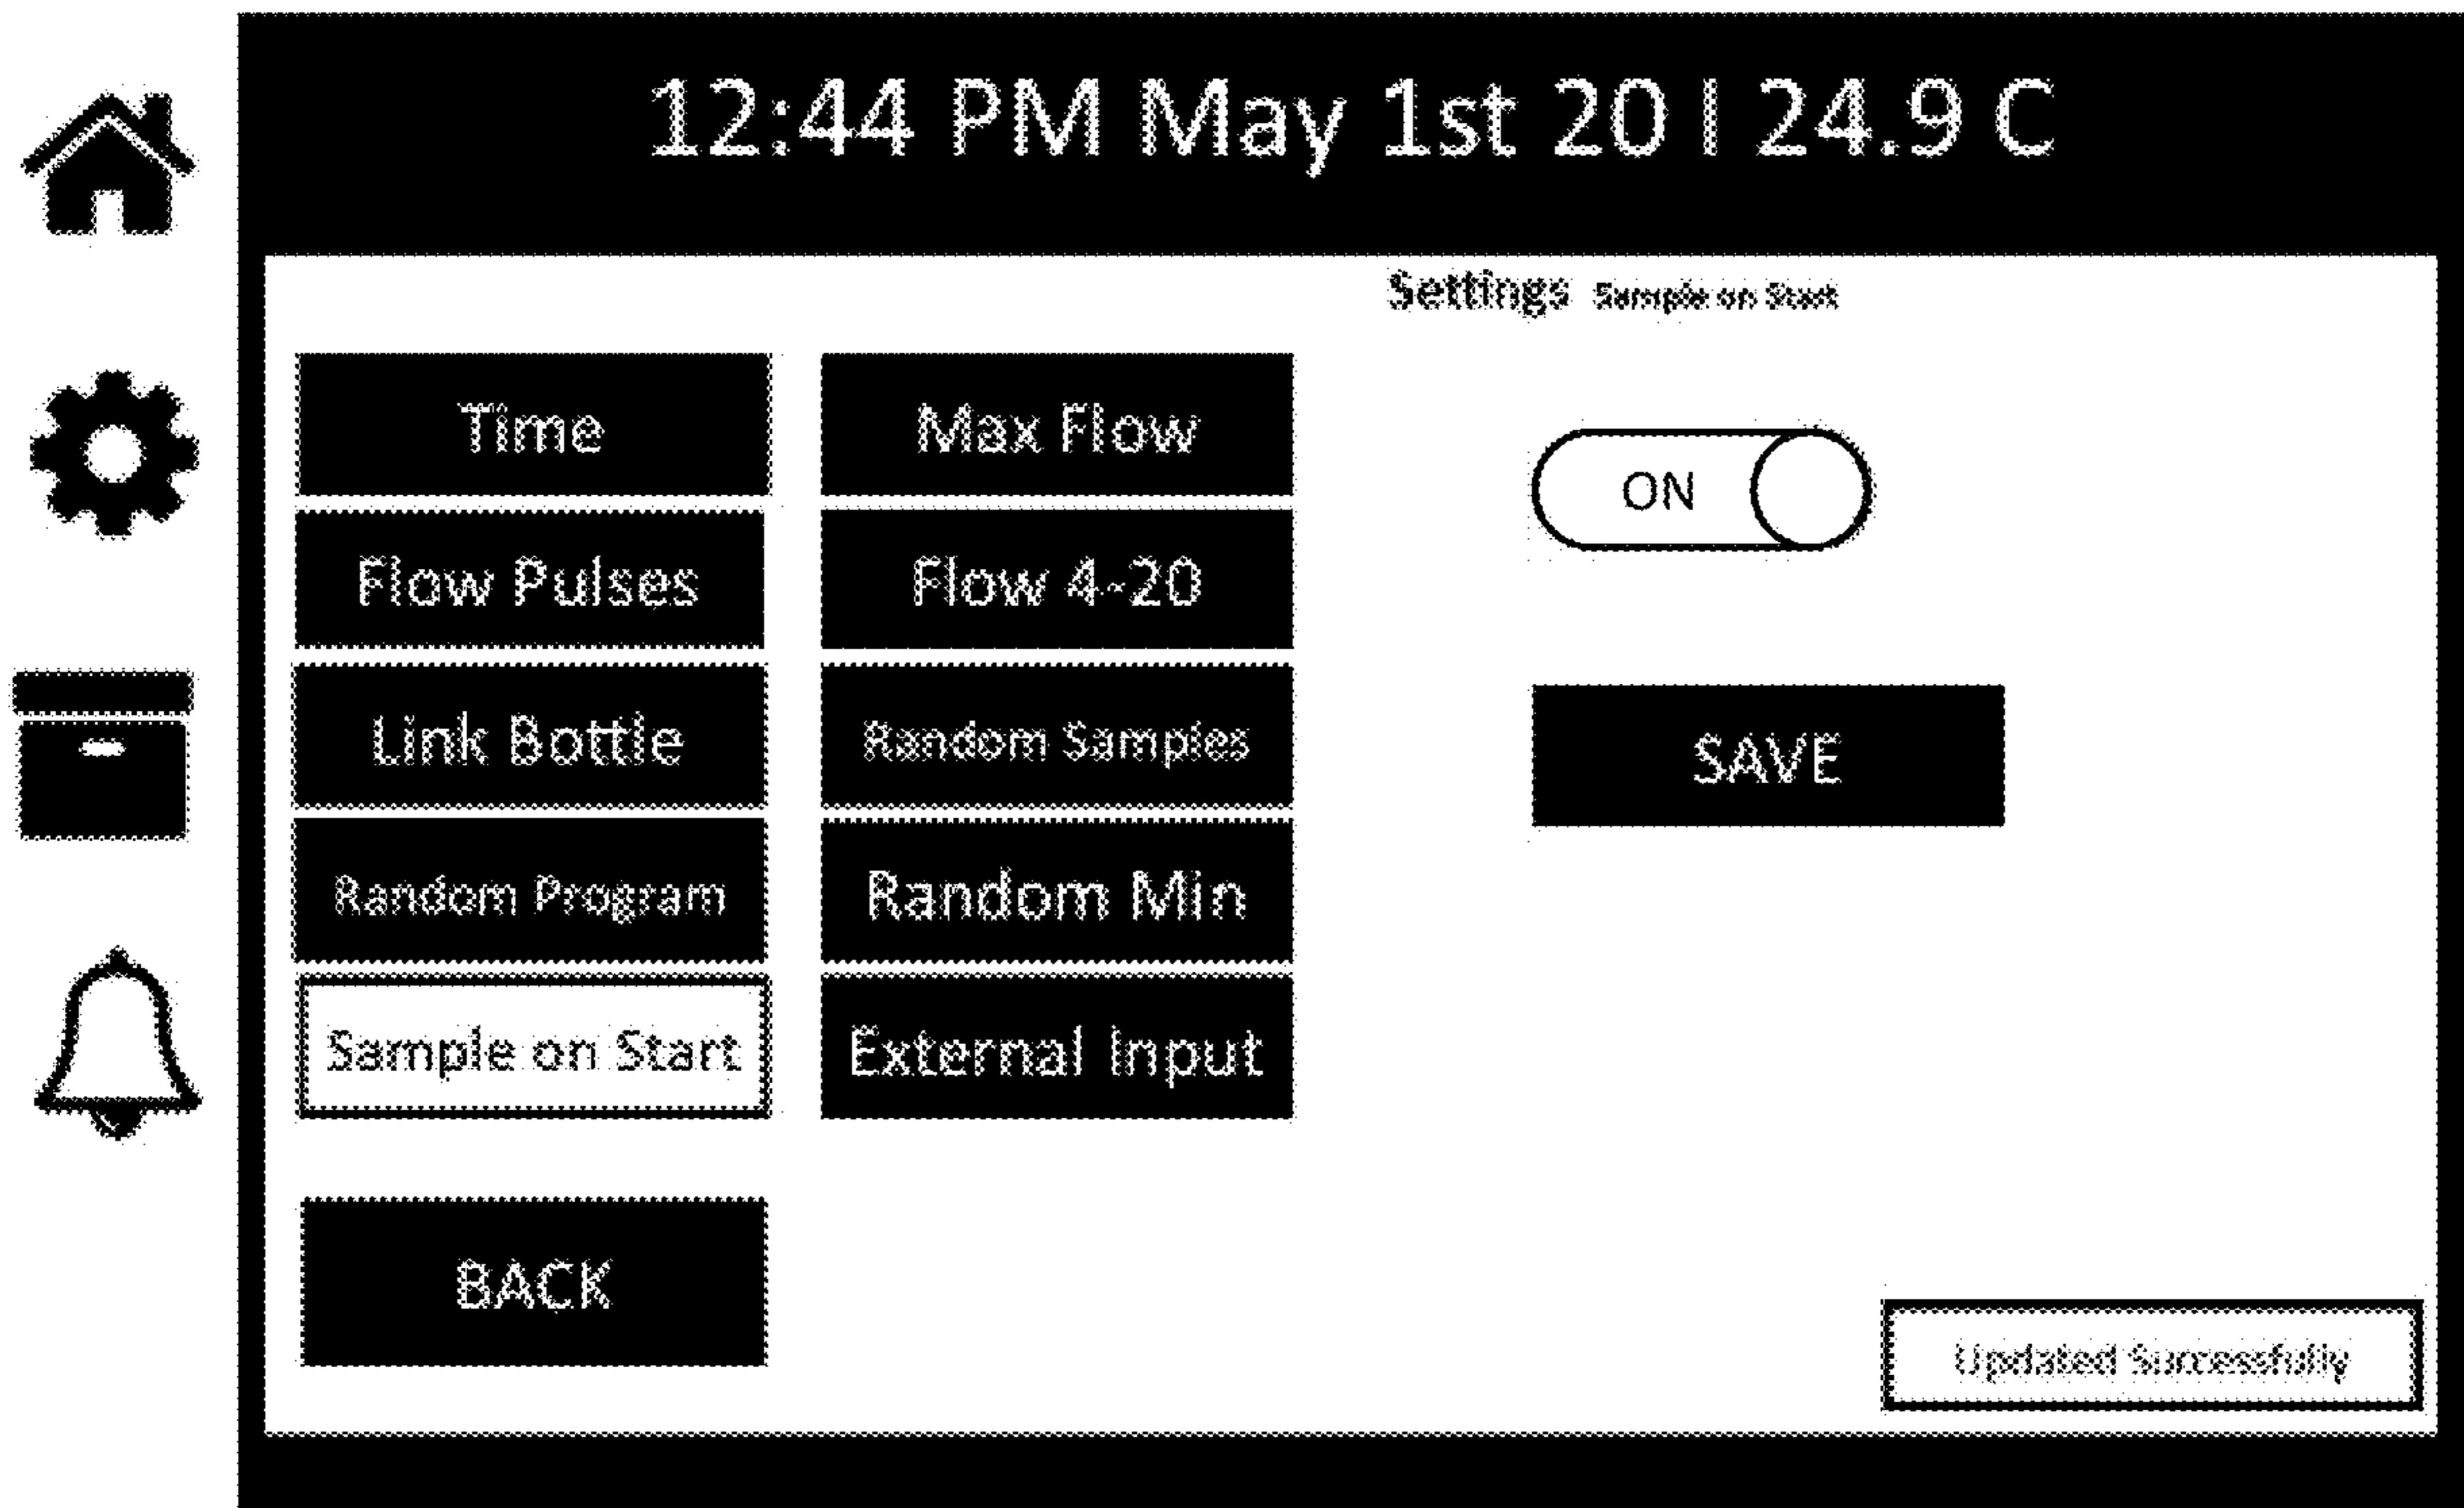 12:44 PM May 1st 20 | 24.9 C
Settings Sample on Start
Time
Max Flow
ON
Flow Pulses
Flow 4-20
Link Bottle
Random Samples
SAVE
Random Program
Random Min
Sample on Start
External Input
BACK
Updated Successfully